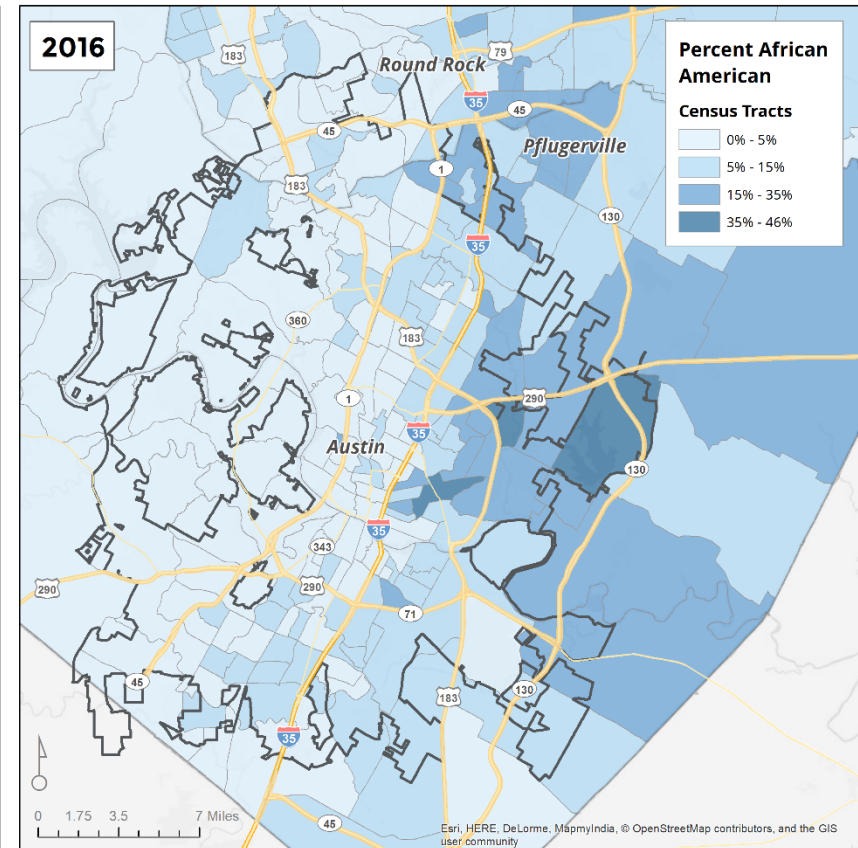 2016
Percent African
American
Census Tracts
0% - 5%
5% - 15%
15% - 35%
35% - 46%
183
79
Round Rock
35
45
45
Pflugerville
1
183
130
35
360
183
290
1
35
Austin
130
35
343
290
290
71
45
130
183
35
45
0 1.75 3.5 7 Miles
Esri, HERE, DeLorme, MapmyIndia, © OpenStreetMap contributors, and the GIS
user community